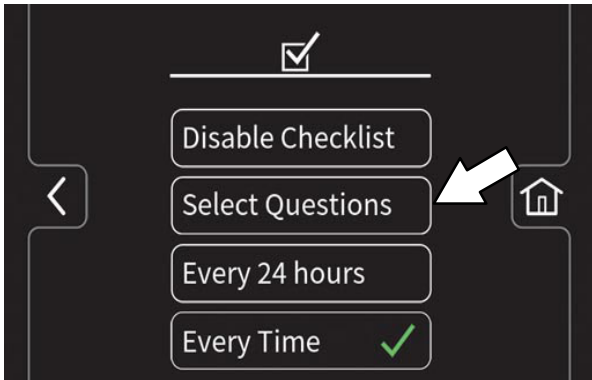 Disable Checklist
Select Questions
Every 24 hours
Every Time